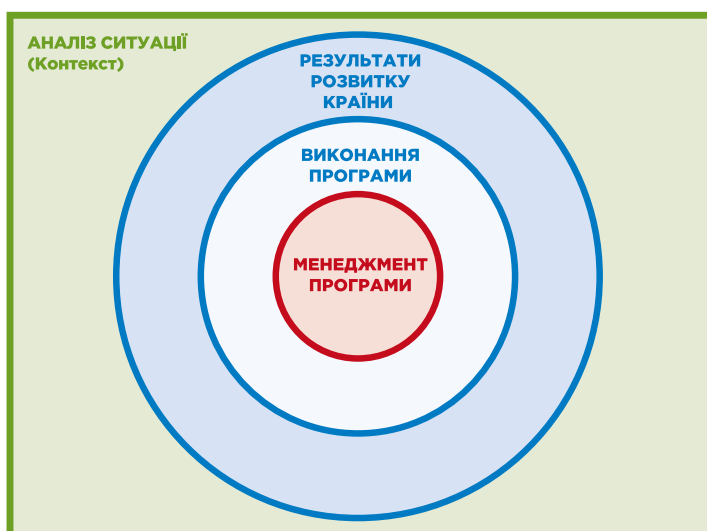 АНАЛІЗ СИТУАЦІЇ
(Контекст)
РЕЗУЛЬТАТИ
РОЗВИТКУ
КРАЇНИ
ВИКОНАННЯ
ПРОГРАМИ
МЕНЕДЖМЕНТ
ПРОГРАМИ